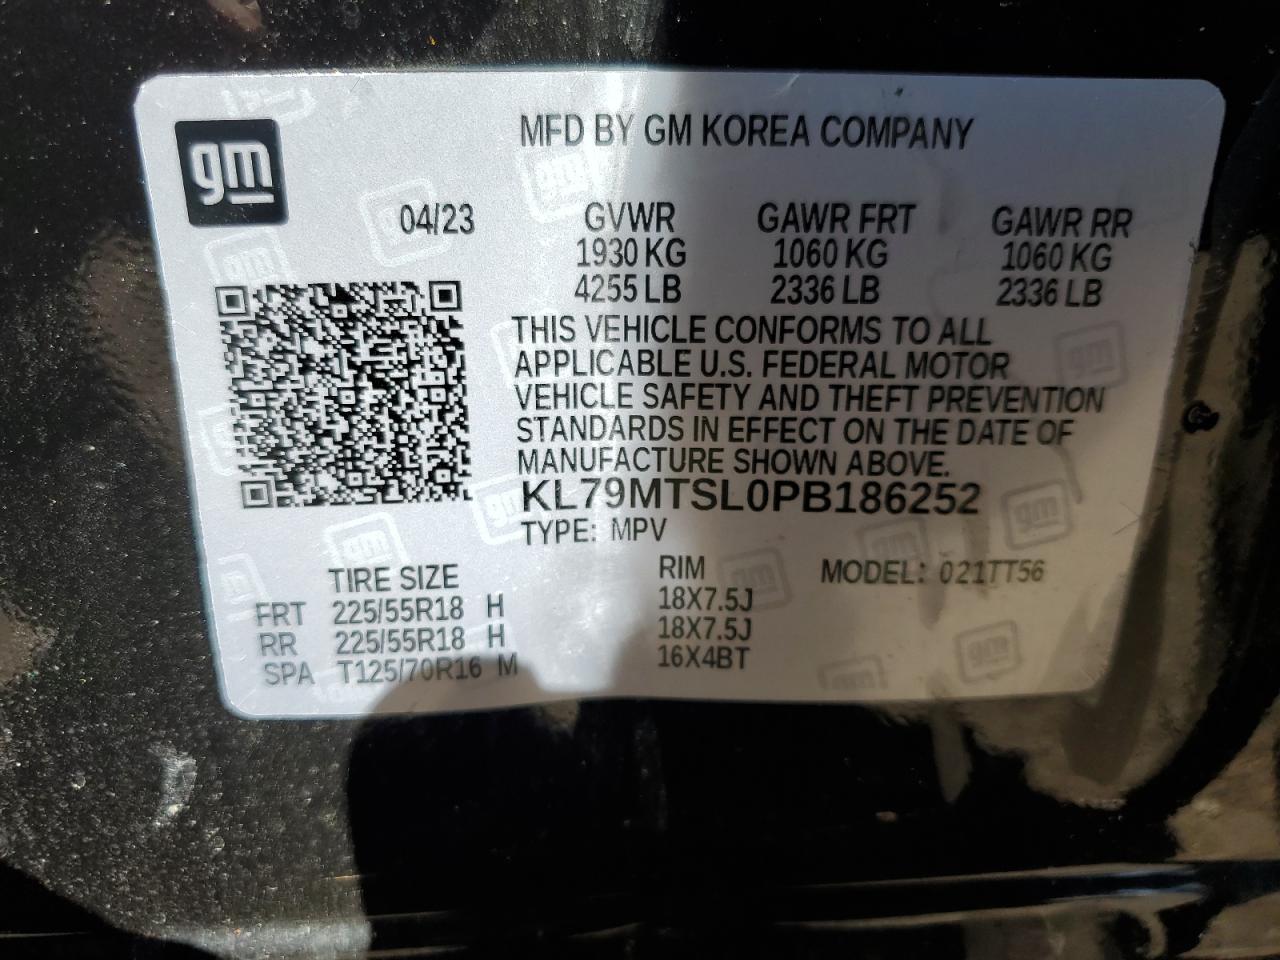 gm
MFD BY GM KOREA COMPANY
04/23 GVWR GAWR FRT GAWR RR
1930 KG 1060 KG 1060 KG
4255 LB 2336 LB 2336 LB
THIS VEHICLE CONFORMS TO ALL
APPLICABLE U.S. FEDERAL MOTOR
VEHICLE SAFETY AND THEFT PREVENTION
STANDARDS IN EFFECT ON THE DATE OF
MANUFACTURE SHOWN ABOVE.
KL79MTSL0PB186252
TYPE: MPV
TIRE SIZE RIM MODEL: 021TT56
FRT 225/55R18 H 18X7.5J
RR 225/55R18 H 18X7.5J
SPA T125/70R16 M 16X4BT